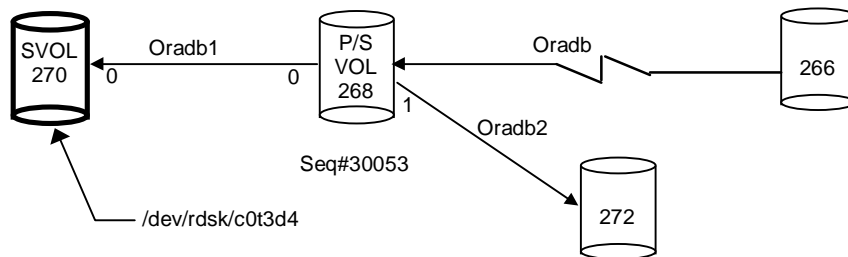 SVOL
270
Oradb1
0
0
P/S
VOL
268
1
Oradb
266
Oradb2
Seq#30053
272
/dev/rdsk/c0t3d4